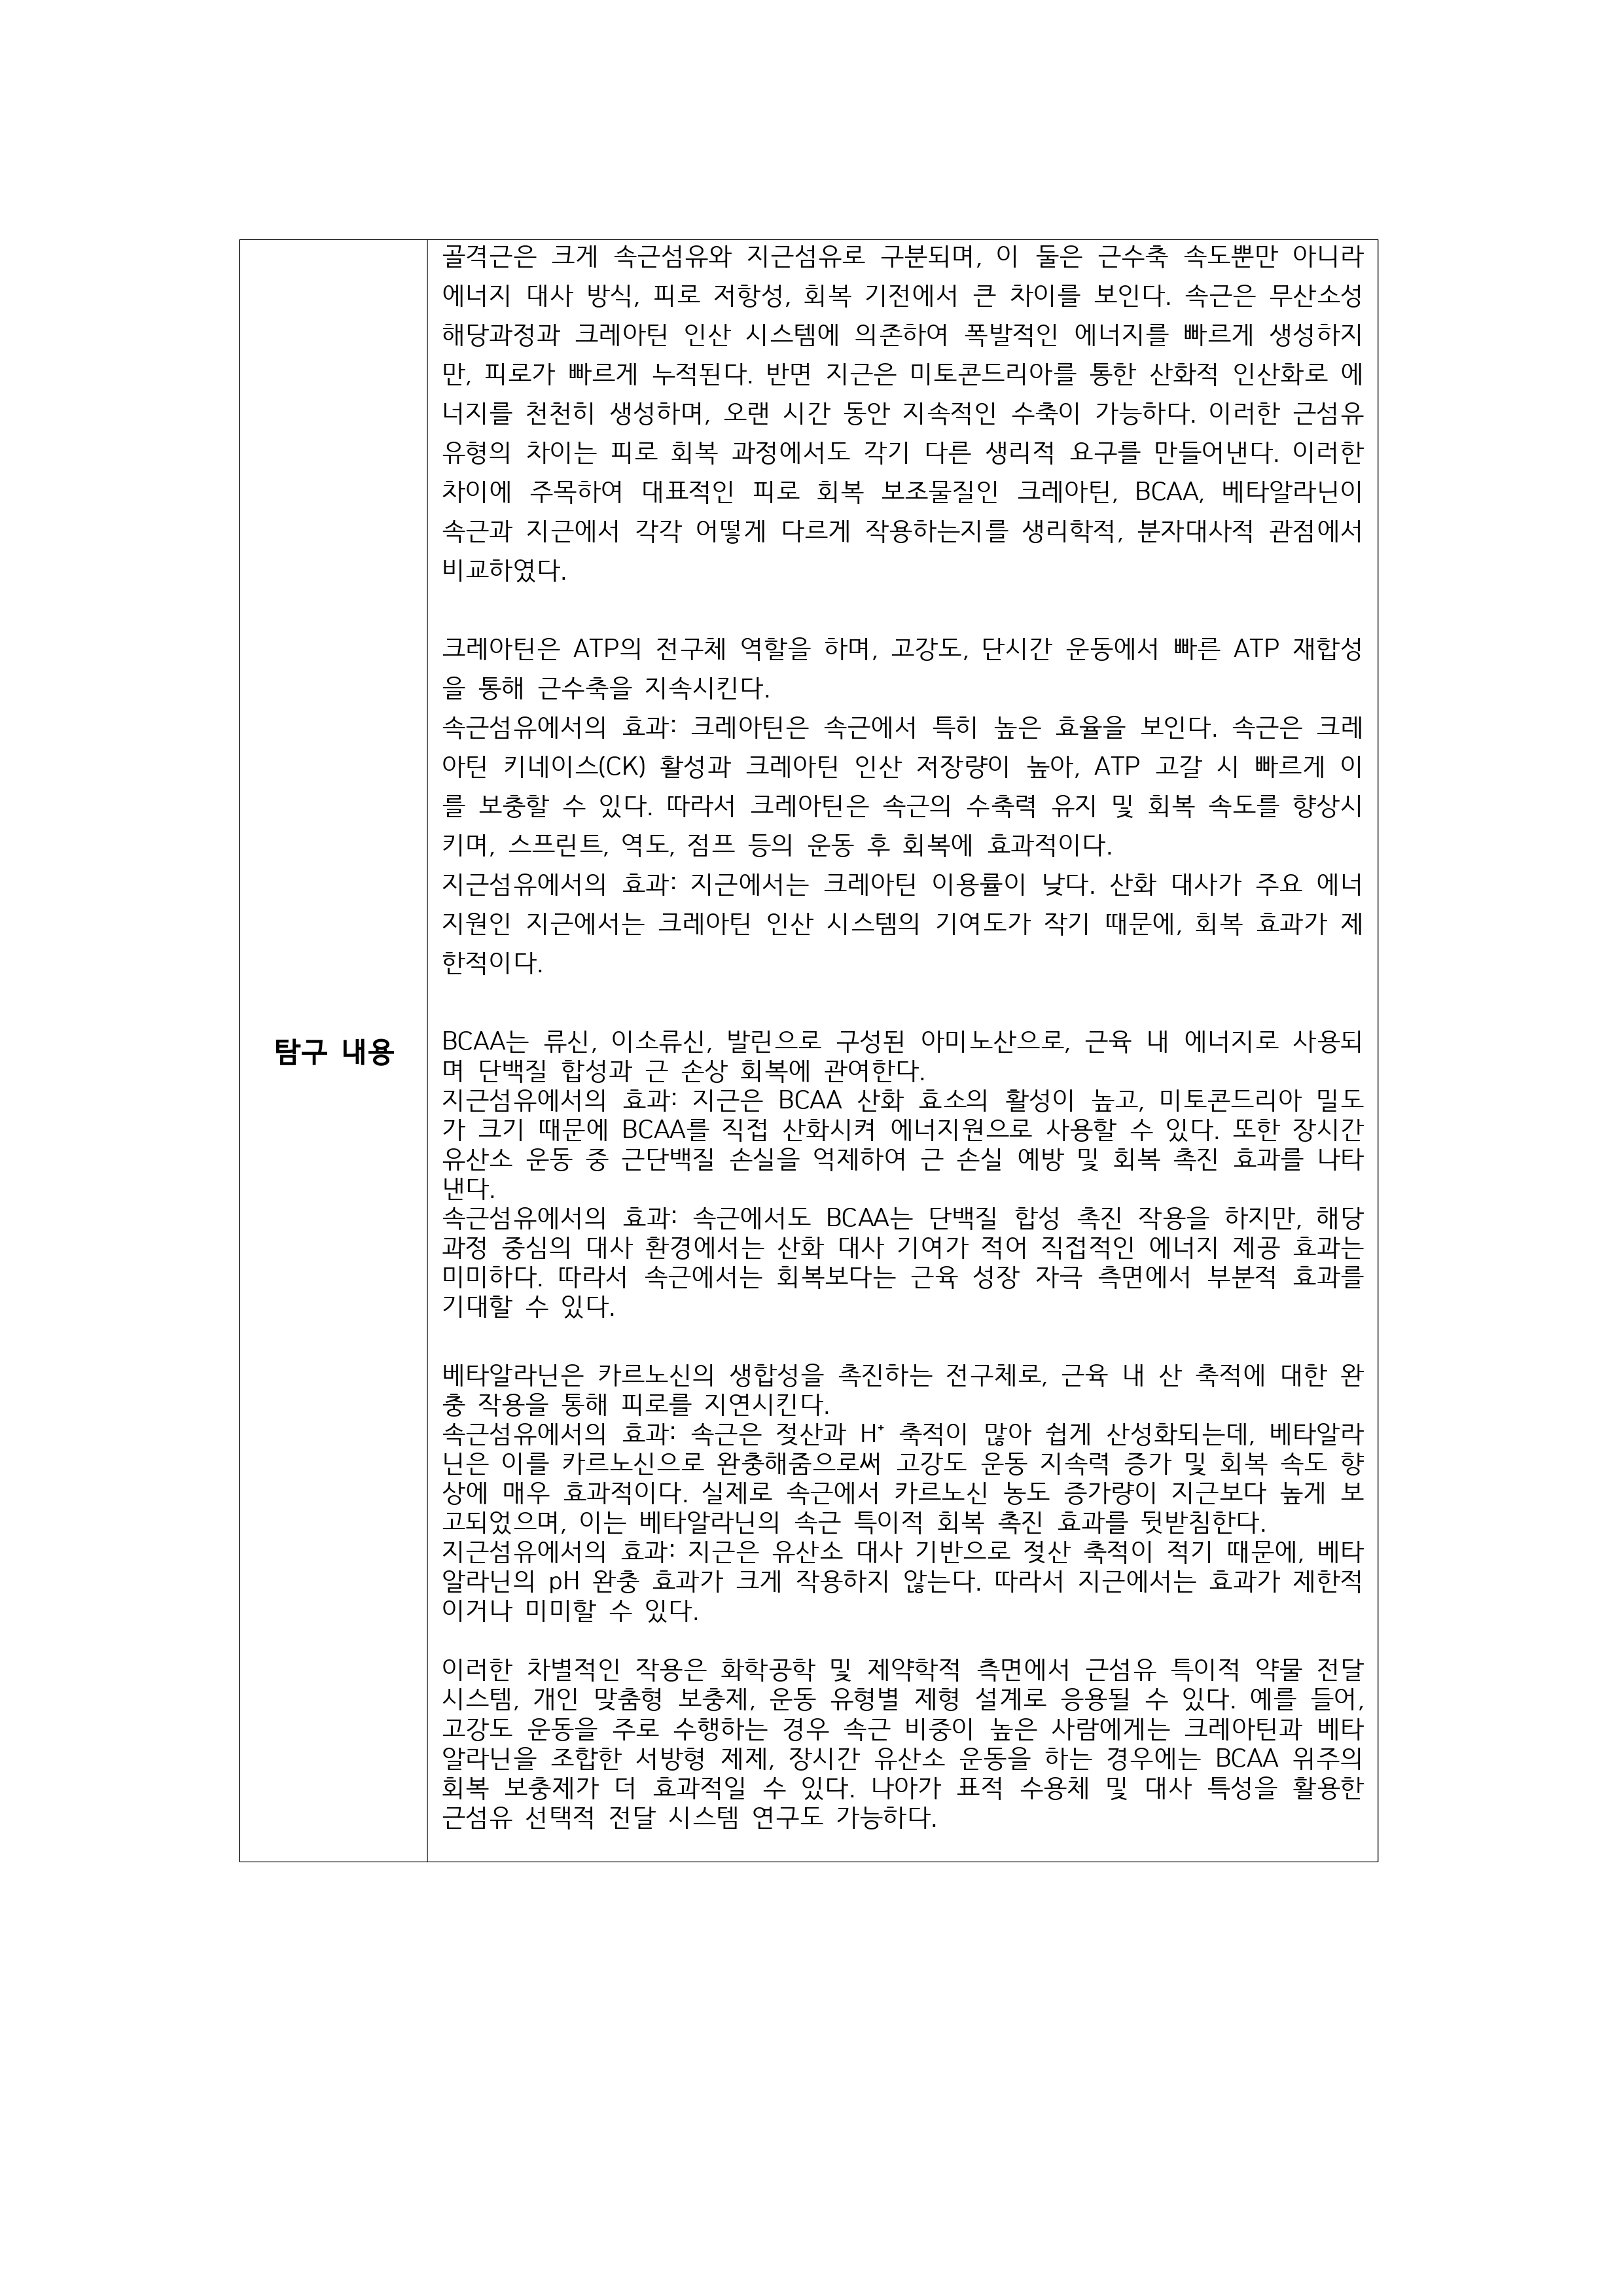 골격근은 크게 속근섬유와 지근섬유로 구분되며, 이 둘은 근수축 속도뿐만 아니라
에너지 대사 방식, 피로 저항성, 회복 기전에서 큰 차이를 보인다. 속근은 무산소성
해당과정과 크레아틴 인산 시스템에 의존하여 폭발적인 에너지를 빠르게 생성하지
만, 피로가 빠르게 누적된다. 반면 지근은 미토콘드리아를 통한 산화적 인산화로 에
너지를 천천히 생성하며, 오랜 시간 동안 지속적인 수축이 가능하다. 이러한 근섬유
유형의 차이는 피로 회복 과정에서도 각기 다른 생리적 요구를 만들어낸다. 이러한
차이에 주목하여 대표적인 피로 회복 보조물질인 크레아틴, BCAA, 베타알라닌이
속근과 지근에서 각각 어떻게 다르게 작용하는지를 생리학적, 분자대사적 관점에서
비교하였다.
크레아틴은 ATP의 전구체 역할을 하며, 고강도, 단시간 운동에서 빠른 ATP 재합성
을 통해 근수축을 지속시킨다.
속근섬유에서의 효과: 크레아틴은 속근에서 특히 높은 효율을 보인다. 속근은 크레
아틴 키네이스(CK) 활성과 크레아틴 인산 저장량이 높아, ATP 고갈 시 빠르게 이
를 보충할 수 있다. 따라서 크레아틴은 속근의 수축력 유지 및 회복 속도를 향상시
키며, 스프린트, 역도, 점프 등의 운동 후 회복에 효과적이다.
지근섬유에서의 효과: 지근에서는 크레아틴 이용률이 낮다. 산화 대사가 주요 에너
지원인 지근에서는 크레아틴 인산 시스템의 기여도가 작기 때문에, 회복 효과가 제
한적이다.
탐구 내용
BCAA는 류신, 이소류신, 발린으로 구성된 아미노산으로, 근육 내 에너지로 사용되
며 단백질 합성과 근 손상 회복에 관여한다.
지근섬유에서의 효과: 지근은 BCAA 산화 효소의 활성이 높고, 미토콘드리아 밀도
가 크기 때문에 BCAA를 직접 산화시켜 에너지원으로 사용할 수 있다. 또한 장시간
유산소 운동 중 근단백질 손실을 억제하여 근 손실 예방 및 회복 촉진 효과를 나타
낸다.
속근섬유에서의 효과: 속근에서도 BCAA는 단백질 합성 촉진 작용을 하지만, 해당
과정 중심의 대사 환경에서는 산화 대사 기여가 적어 직접적인 에너지 제공 효과는
미미하다. 따라서 속근에서는 회복보다는 근육 성장 자극 측면에서 부분적 효과를
기대할 수 있다.
베타알라닌은 카르노신의 생합성을 촉진하는 전구체로, 근육 내 산 축적에 대한 완
충 작용을 통해 피로를 지연시킨다.
속근섬유에서의 효과: 속근은 젖산과 H⁺ 축적이 많아 쉽게 산성화되는데, 베타알라
닌은 이를 카르노신으로 완충해줌으로써 고강도 운동 지속력 증가 및 회복 속도 향
상에 매우 효과적이다. 실제로 속근에서 카르노신 농도 증가량이 지근보다 높게 보
고되었으며, 이는 베타알라닌의 속근 특이적 회복 촉진 효과를 뒷받침한다.
지근섬유에서의 효과: 지근은 유산소 대사 기반으로 젖산 축적이 적기 때문에, 베타
알라닌의 pH 완충 효과가 크게 작용하지 않는다. 따라서 지근에서는 효과가 제한적
이거나 미미할 수 있다.
이러한 차별적인 작용은 화학공학 및 제약학적 측면에서 근섬유 특이적 약물 전달
시스템, 개인 맞춤형 보충제, 운동 유형별 제형 설계로 응용될 수 있다. 예를 들어,
고강도 운동을 주로 수행하는 경우 속근 비중이 높은 사람에게는 크레아틴과 베타
알라닌을 조합한 서방형 제제, 장시간 유산소 운동을 하는 경우에는 BCAA 위주의
회복 보충제가 더 효과적일 수 있다. 나아가 표적 수용체 및 대사 특성을 활용한
근섬유 선택적 전달 시스템 연구도 가능하다.